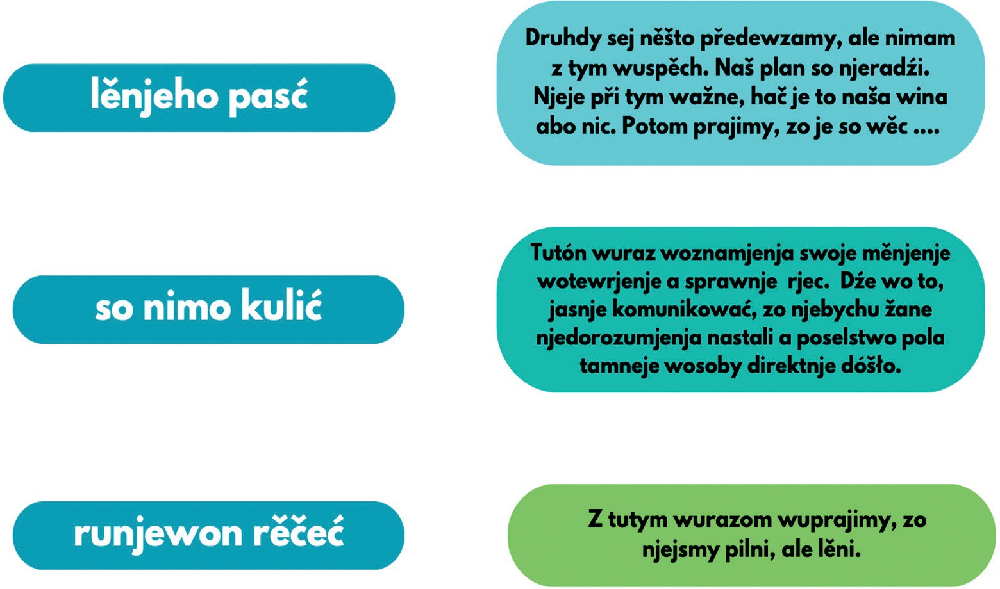 lěnjeho pasć
Druhdy sej něšto předewzamy, ale nimam
z tym wuspěch. Naš plan so njeradźi.
Njeje při tym wažne, hač je to naša wina
abo nic. Potom prajimy, zo je so wěc ....
so nimo kulić
Tutón wuraz woznamjenja swoje měnjenje
wotewrjenje a sprawnje rjec. Dźe wo to,
jasnje komunikować, zo njebychu žane
njedorozumjenja nastali a poselstwo pola
tamneje wosoby direktnje dóšło.
runjewon rěčeć
Z tutym wurazom wuprajimy, zo
njejsmy pilni, ale lěni.